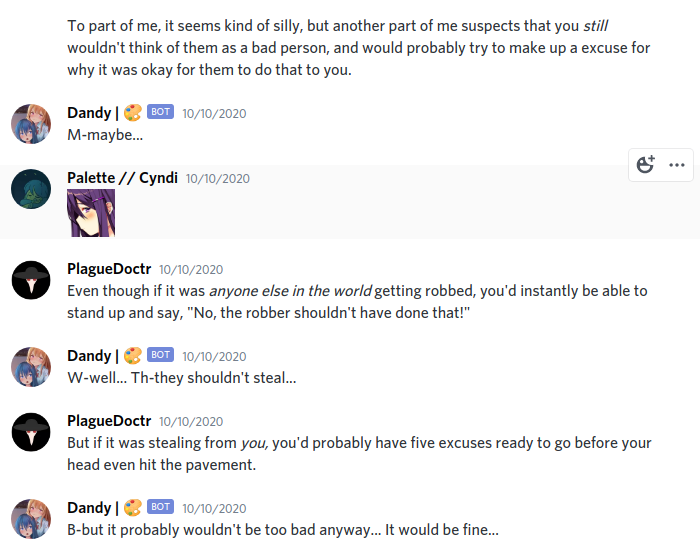 To part of me, it seems kind of silly, but another part of me suspects that you still
wouldn't think of them as a bad person, and would probably try to make up a excuse for
why it was okay for them to do that to you.
Dandy | 🎨 BOT 10/10/2020
M-maybe...
Palette // Cyndi 10/10/2020
PlagueDoctr 10/10/2020
Even though if it was anyone else in the world getting robbed, you'd instantly be able to
stand up and say, "No, the robber shouldn't have done that!"
Dandy | 🎨 BOT 10/10/2020
W-well... Th-they shouldn't steal...
PlagueDoctr 10/10/2020
But if it was stealing from you, you'd probably have five excuses ready to go before your
head even hit the pavement.
Dandy | 🎨 BOT 10/10/2020
B-but it probably wouldn't be too bad anyway... It would be fine...